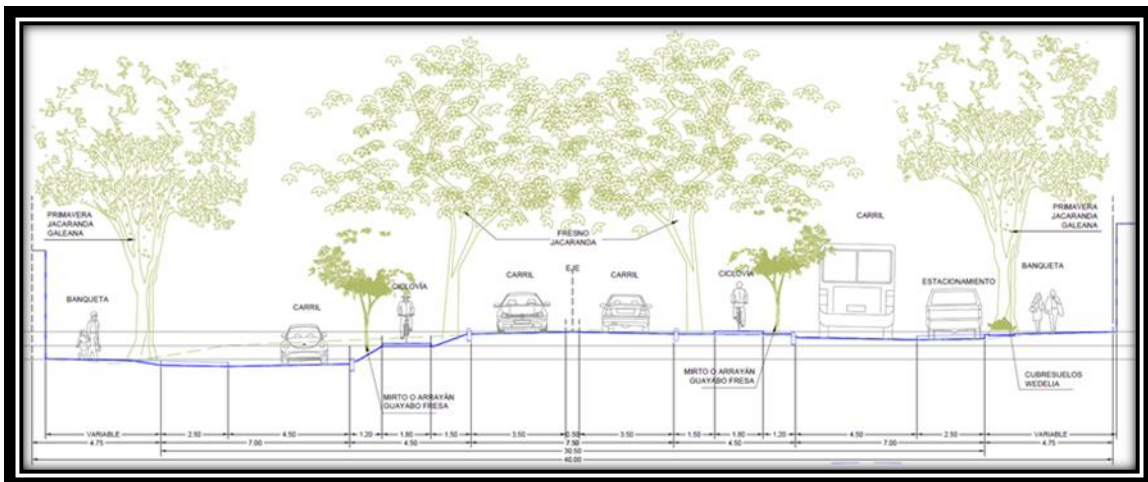 CARRIL
PRIMAVERA
JACARANDA
GALEANA
PRIMAVERA
JACARANDA
GALEANA
FRESNO
JACARANDA
BANQUETA
CARRIL
CICLOVÍA
CARRIL
EJE
CARRIL
CICLOVÍA
ESTACIONAMIENTO
BANQUETA
MIRTO O ARRAYÁN
GUAYABO FRESA
MIRTO O ARRAYÁN
GUAYABO FRESA
CUBRESUELOS
WEDELIA
VARIABLE 2.50 4.50 1.20 1.80 1.50 3.50 0.50 3.50 1.50 1.80 1.20 4.50 2.50 VARIABLE
4.75 7.00 4.50 7.50 4.50 7.00 4.75
30.50
40.00